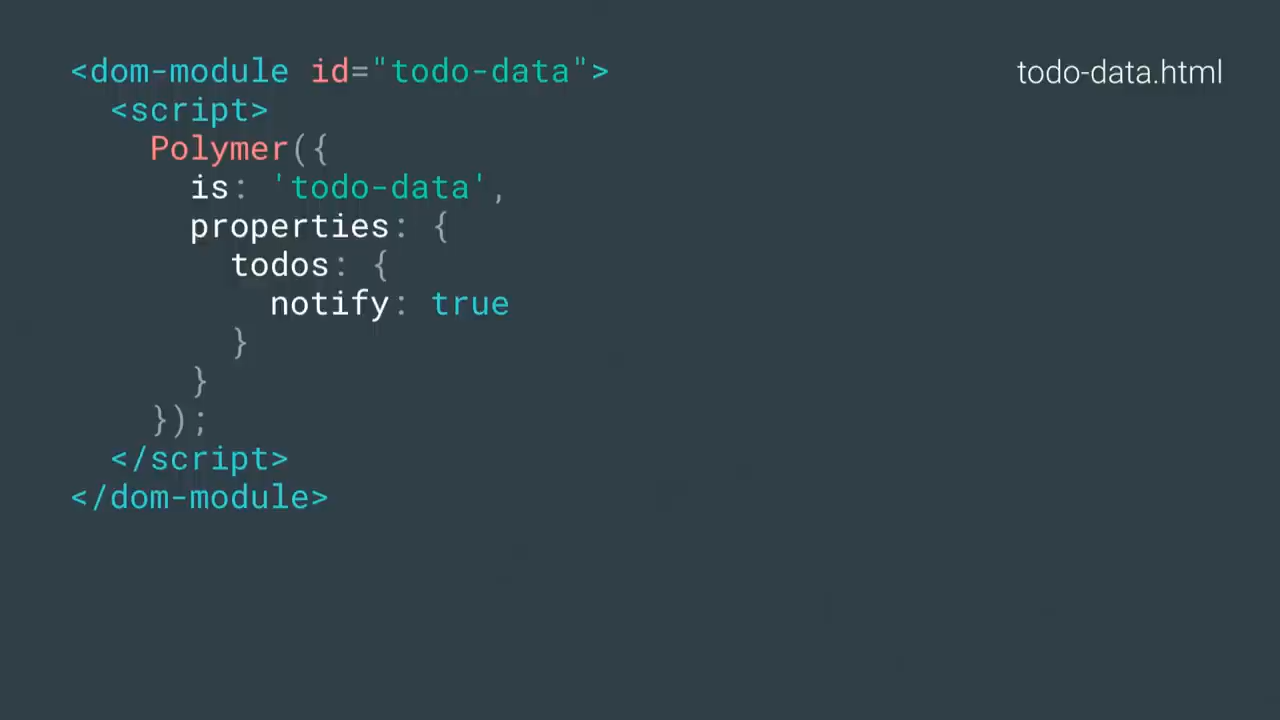 <dom-module id="todo-data">
todo-data.html
  <script>
    Polymer({
      is: 'todo-data',
      properties: {
        todos: {
          notify: true
        }
      }
    });
  </script>
</dom-module>